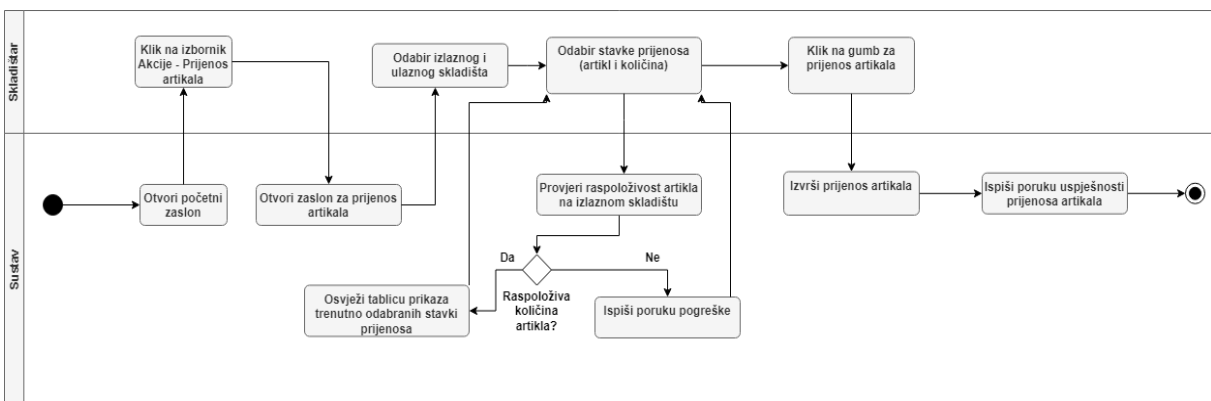 Skladištar
Klik na izbornik
Akcije - Prijenos
artikala
Odabir izlaznog i
ulaznog skladišta
Odabir stavke prijenosa
(artikl i količina)
Klik na gumb za
prijenos artikala
Sustav
Otvori početni
zaslon
Otvori zaslon za prijenos
artikala
Provjeri raspoloživost artikla
na izlaznom skladištu
Izvrši prijenos artikala
Ispiši poruku uspješnosti
prijenosa artikala
Da
Ne
Raspoloživa
količina
artikla?
Osvježi tablicu prikaza
trenutno odabranih stavki
prijenosa
Ispiši poruku pogreške